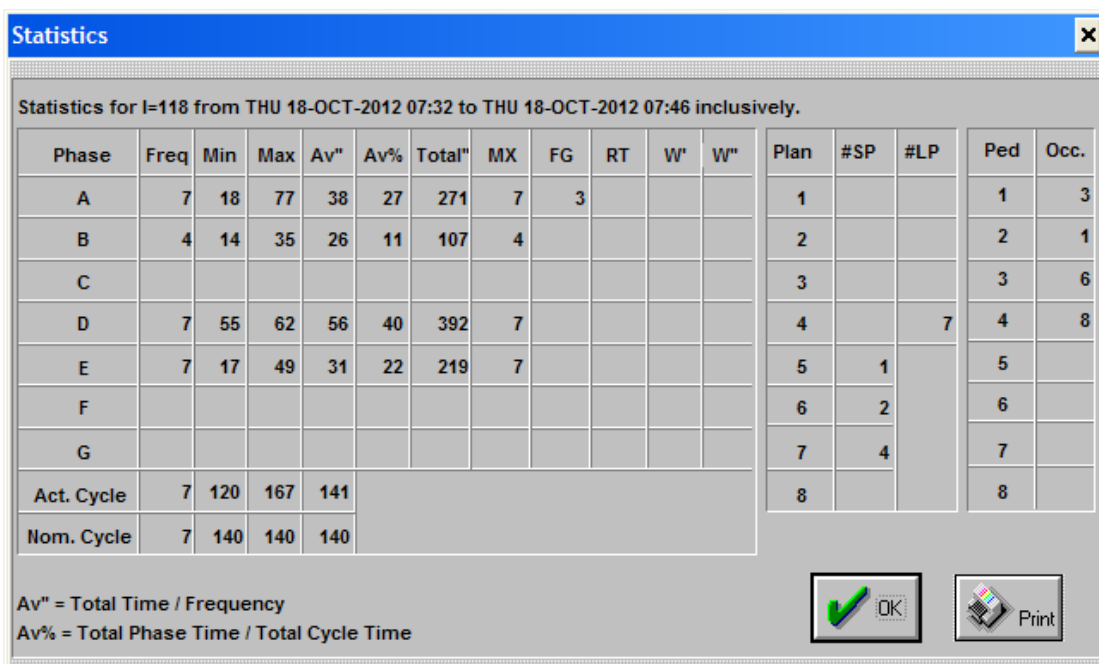 Statistics
Statistics for I=118 from THU 18-OCT-2012 07:32 to THU 18-OCT-2012 07:46 inclusively.
Phase Freq Min Max Av" Av% Total" MX FG RT W' W" Plan #SP #LP Ped Occ.
A 7 18 77 38 27 271 7 3 1 1 3
B 4 14 35 26 11 107 4 2 2 1
C 3 3 6
D 7 55 62 56 40 392 7 4 7 4 8
E 7 17 49 31 22 219 7 5 1 5
F 6 2 6
G 7 4 7
Act. Cycle 7 120 167 141 8 8
Nom. Cycle 7 140 140 140
Av" = Total Time / Frequency
Av% = Total Phase Time / Total Cycle Time
OK
Print